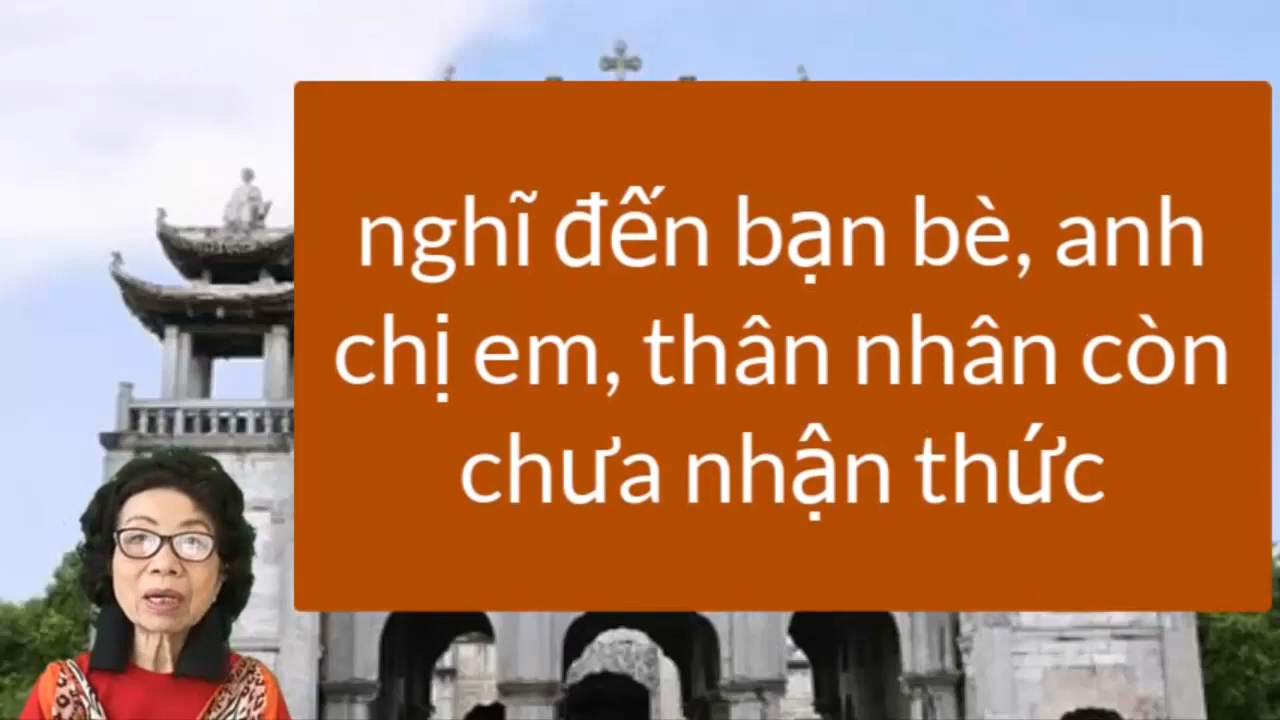 nghĩ đến bạn bè, anh
chị em, thân nhân còn
chưa nhận thức